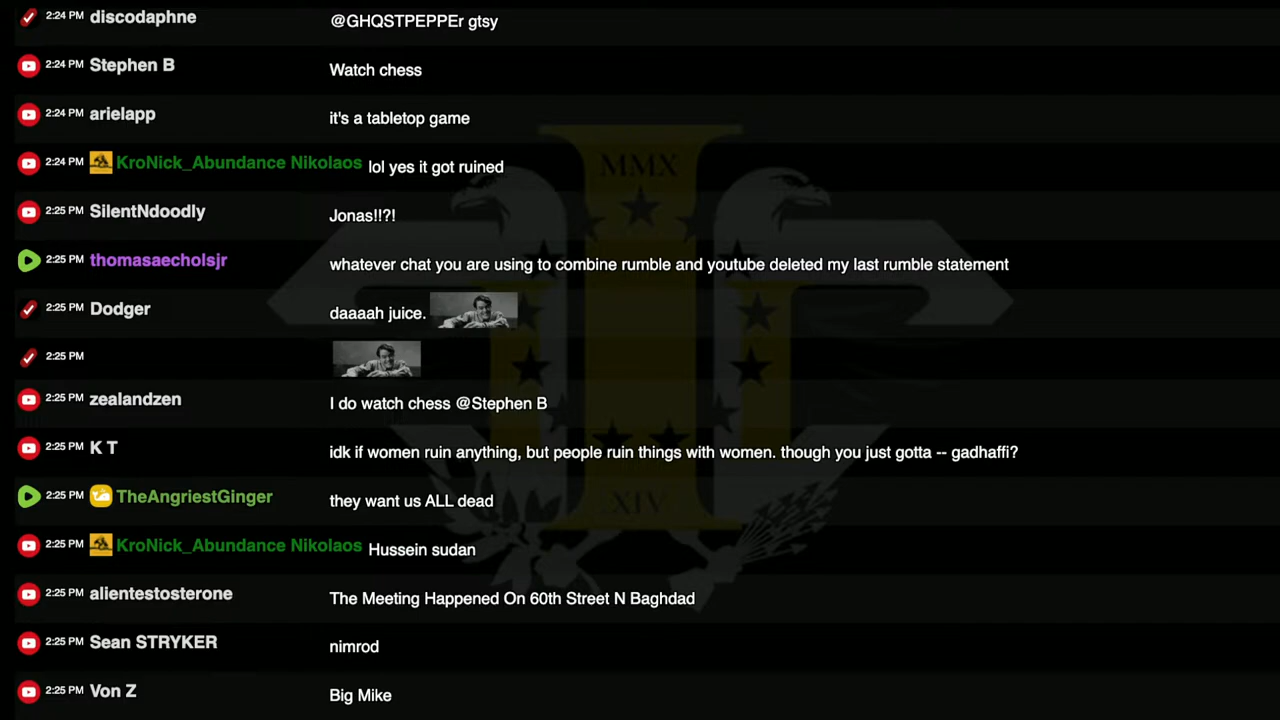 2:24 PM discodaphne @GHQSTPEPPEr gtsy
2:24 PM Stephen B Watch chess
2:24 PM arielapp it's a tabletop game
2:24 PM KroNick_Abundance Nikolaos lol yes it got ruined
2:25 PM SilentNdoodly Jonas!!?!
2:25 PM thomasaecholsjr whatever chat you are using to combine rumble and youtube deleted my last rumble statement
2:25 PM Dodger daaaah juice.
2:25 PM
2:25 PM zealandzen I do watch chess @Stephen B
2:25 PM K T idk if women ruin anything, but people ruin things with women. though you just gotta -- gadhaffi?
2:25 PM TheAngriestGinger they want us ALL dead
2:25 PM KroNick_Abundance Nikolaos Hussein sudan
2:25 PM alientestosterone The Meeting Happened On 60th Street N Baghdad
2:25 PM Sean STRYKER nimrod
2:25 PM Von Z Big Mike
MMX